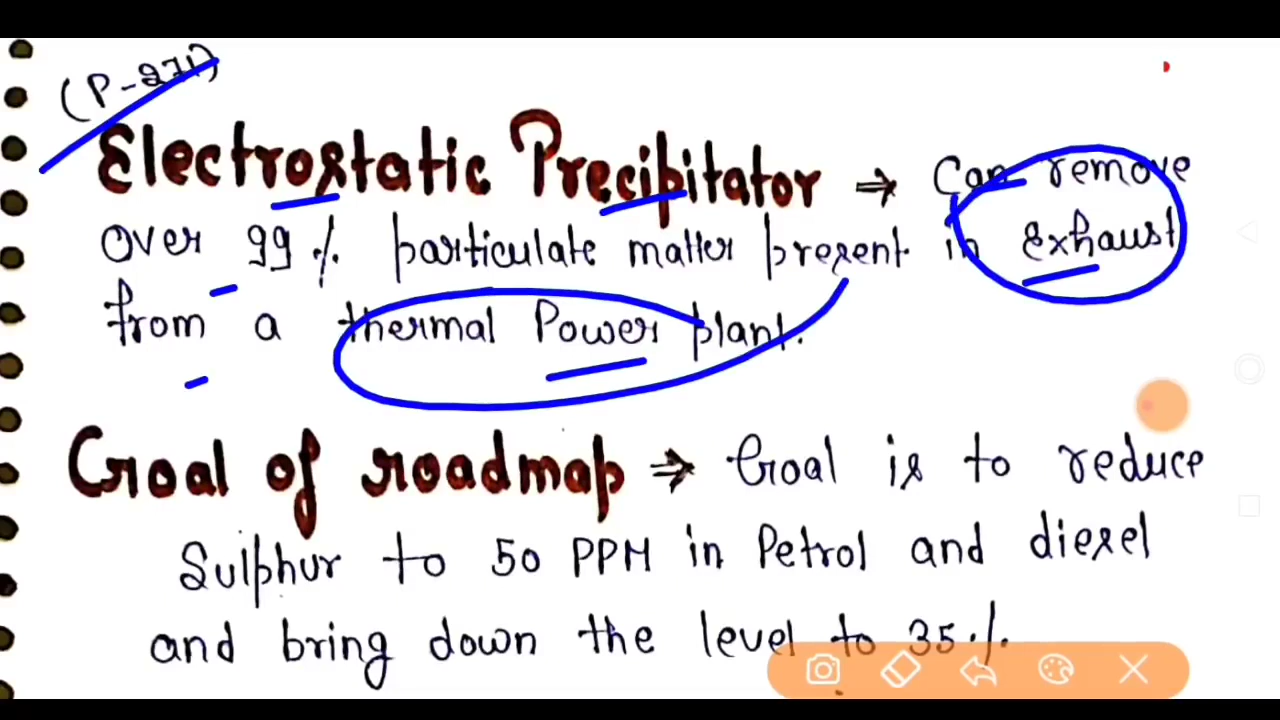 (P-271)
Electrostatic Precipitator ⇒ Can remove
Over 99% particulate matter present in Exhaust
from a thermal Power plant.
Goal of roadmap ⇒ Goal is to reduce
Sulphur to 50 PPM in Petrol and diesel
and bring down the level to 35%.